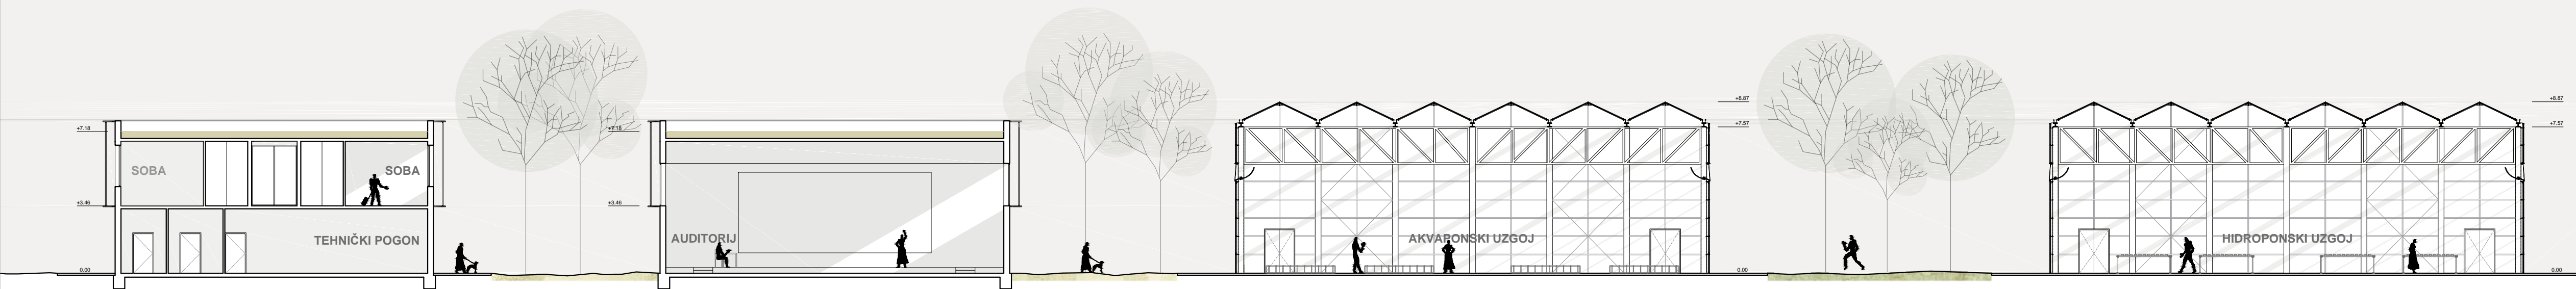 +7.18
SOBA
SOBA
+3.46
TEHNIČKI POGON
0.00
+7.18
+3.46
AUDITORIJ
+8.87
+7.57
AKVAPONSKI UZGOJ
0.00
+8.87
+7.57
HIDROPONSKI UZGOJ
0.00